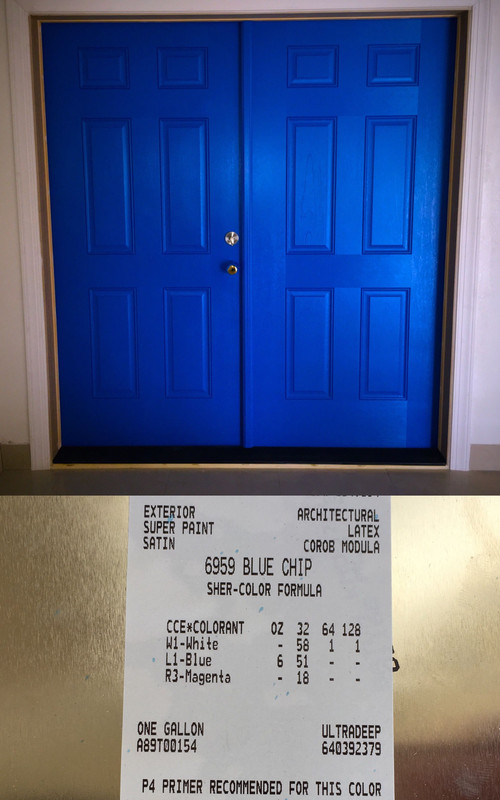 EXTERIOR ARCHITECTURAL
SUPER PAINT LATEX
SATIN COROB MODULA
6959 BLUE CHIP
SHER-COLOR FORMULA
CCE*COLORANT OZ 32 64 128
W1-White - 58 1 1
L1-Blue 6 51 - -
R3-Magenta - 18 - -
ONE GALLON ULTRADEEP
A89T00154 640392379
P4 PRIMER RECOMMENDED FOR THIS COLOR